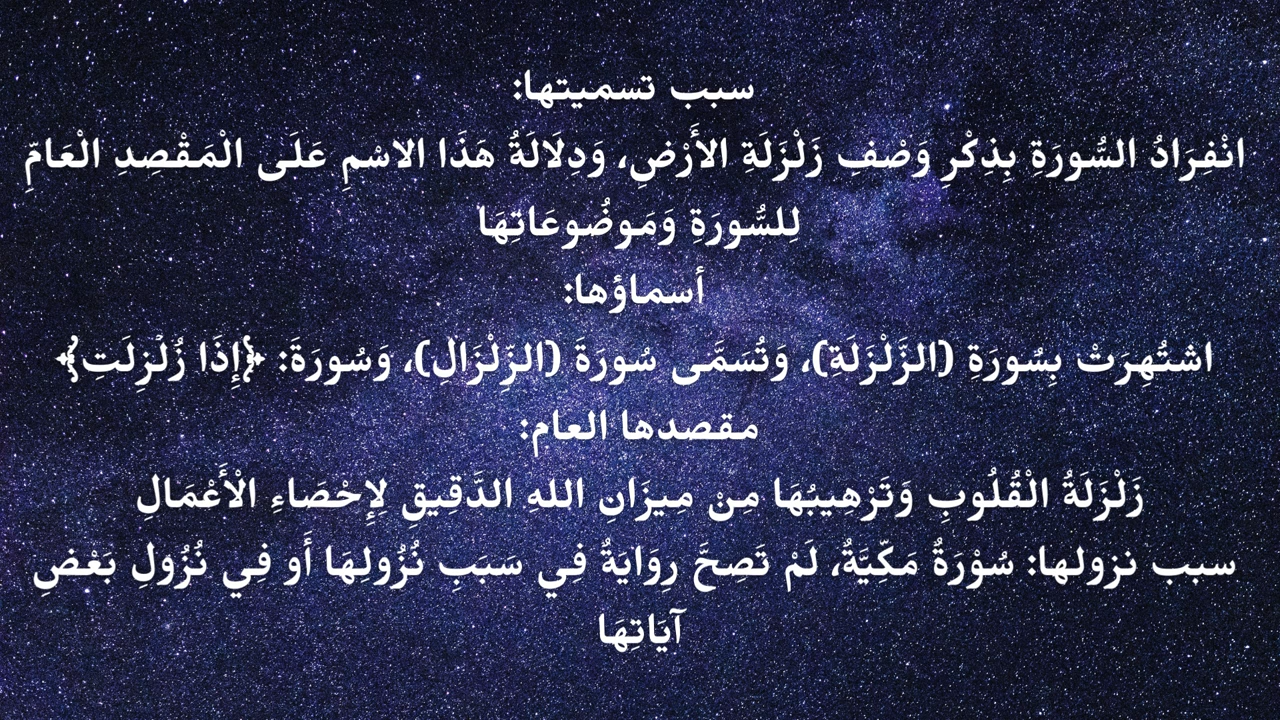 سبب تسميتها:
انْفِرَادُ السُّورَةِ بِذِكْرِ وَصْفِ زَلْزَلَةِ الأَرْضِ، وَدِلَالَةُ هَذَا الاسْمِ عَلَى الْمَقْصِدِ الْعَامِّ
لِلسُّورَةِ وَمَوضُوعَاتِهَا
أسماؤها:
اشتُهِرَتْ بِسُورَةِ (الزَّلْزَلَةِ)، وَتُسَمَّى سُورَةَ (الزِّلْزَالِ)، وَسُورَةَ: ﴿إِذَا زُلْزِلَتِ﴾
مقصدها العام:
زَلْزَلَةُ الْقُلُوبِ وَتَرْهِيبُهَا مِنْ مِيزَانِ اللهِ الدَّقِيقِ لِإِحْصَاءِ الْأَعْمَالِ
سبب نزولها: سُوْرَةٌ مَكِّيَّةٌ، لَمْ تَصِحَّ رِوَايَةٌ فِي سَبَبِ نُزُولِهَا أَو فِي نُزُولِ بَعْضِ
آيَاتِهَا